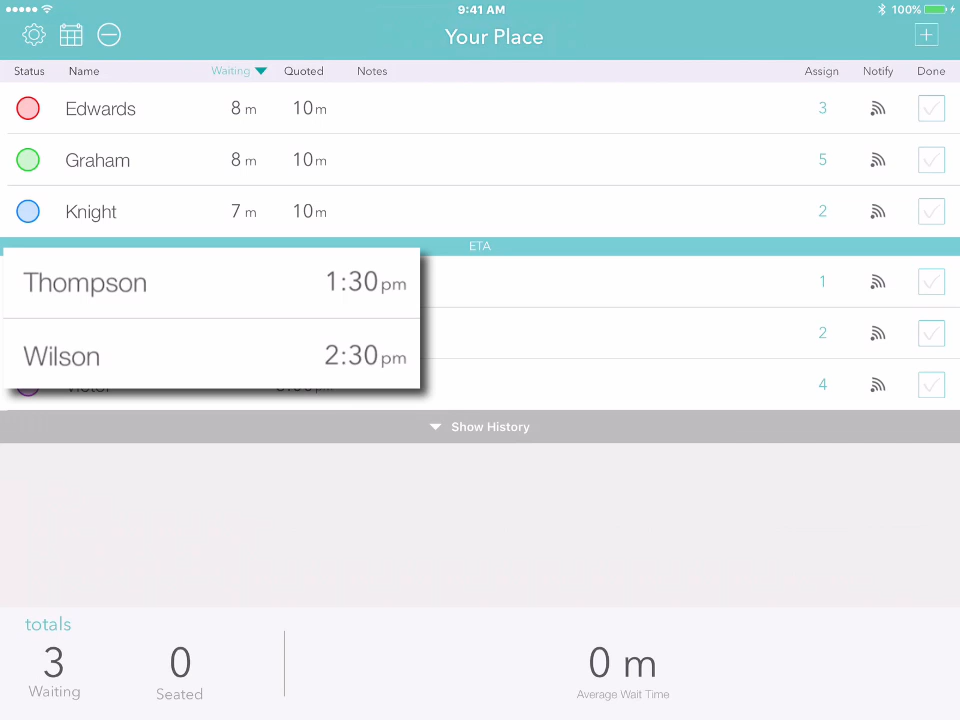 9:41 AM
100%
Your Place
Status Name Waiting Quoted Notes Assign Notify Done
Edwards 8 m 10 m 3
Graham 8 m 10 m 5
Knight 7 m 10 m 2
ETA
Thompson 1:30 pm 1
Wilson 2:30 pm 2
4
Show History
totals
3 0 0 m
Waiting Seated Average Wait Time